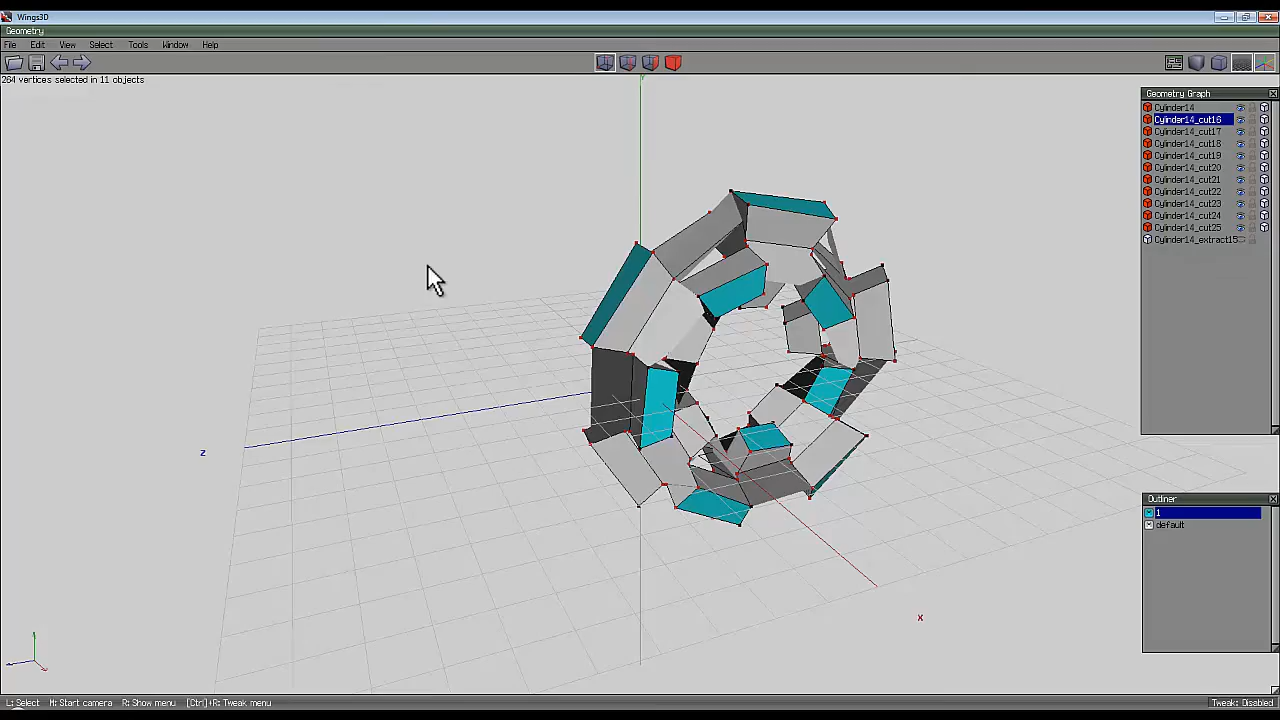 Wings3D
Geometry
File Edit View Select Tools Window Help
264 vertices selected in 11 objects
Y
Geometry Graph
Cylinder14
Cylinder14_cut16
Cylinder14_cut17
Cylinder14_cut18
Cylinder14_cut19
Cylinder14_cut20
Cylinder14_cut21
Cylinder14_cut22
Cylinder14_cut23
Cylinder14_cut24
Cylinder14_cut25
Cylinder14_extract15
Z
Outliner
1
default
X
L: Select M: Start camera R: Show menu [Ctrl]+R: Tweak menu
Tweak: Disabled